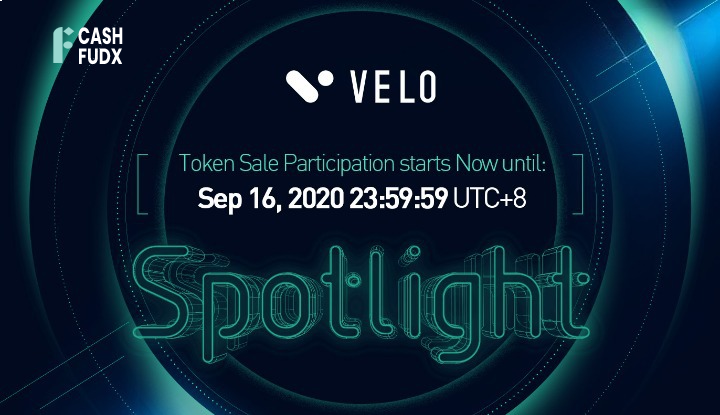 CASH
FUDX
VELO
Token Sale Participation starts Now until:
Sep 16, 2020 23:59:59 UTC+8
Spotlight